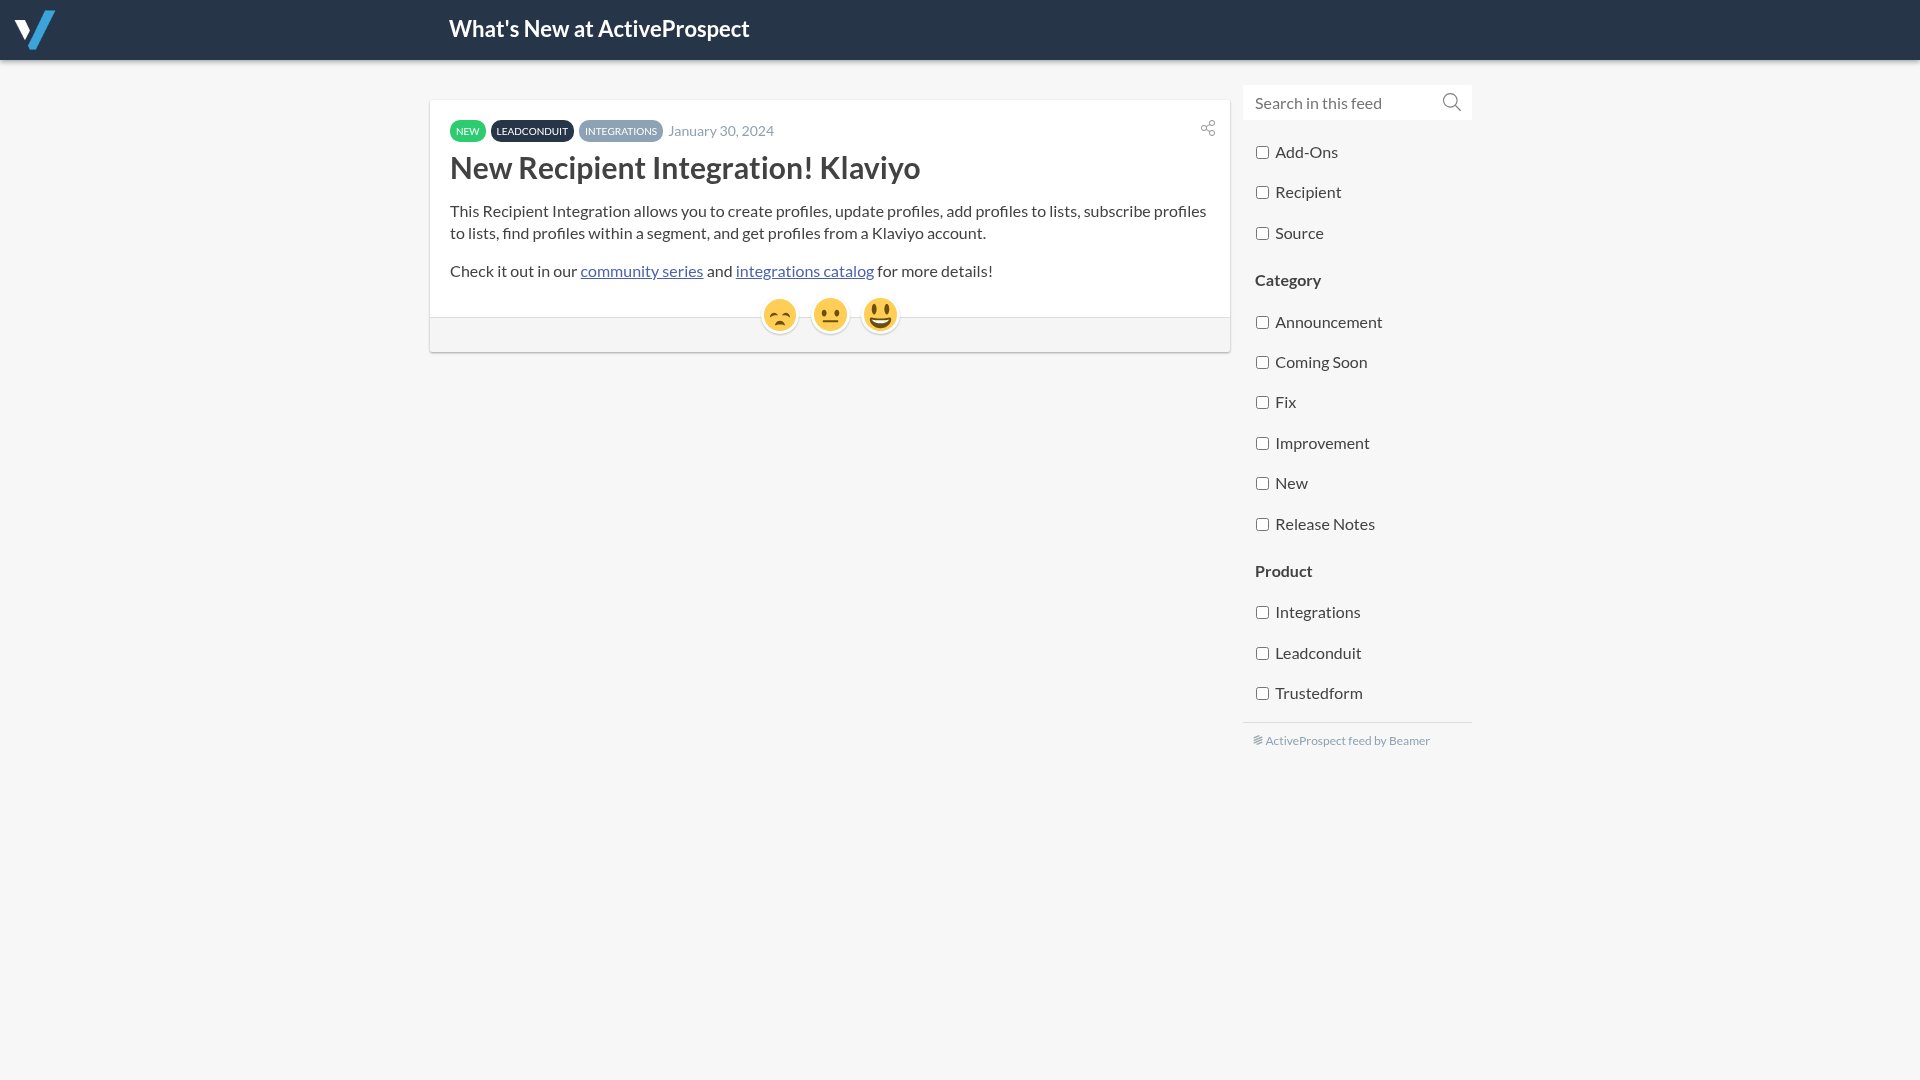 What's New at ActiveProspect
NEW LEADCONDUIT INTEGRATIONS January 30, 2024
New Recipient Integration! Klaviyo
This Recipient Integration allows you to create profiles, update profiles, add profiles to lists, subscribe profiles
to lists, find profiles within a segment, and get profiles from a Klaviyo account.
Check it out in our community series and integrations catalog for more details!
Search in this feed
Add-Ons
Recipient
Source
Category
Announcement
Coming Soon
Fix
Improvement
New
Release Notes
Product
Integrations
Leadconduit
Trustedform
ActiveProspect feed by Beamer